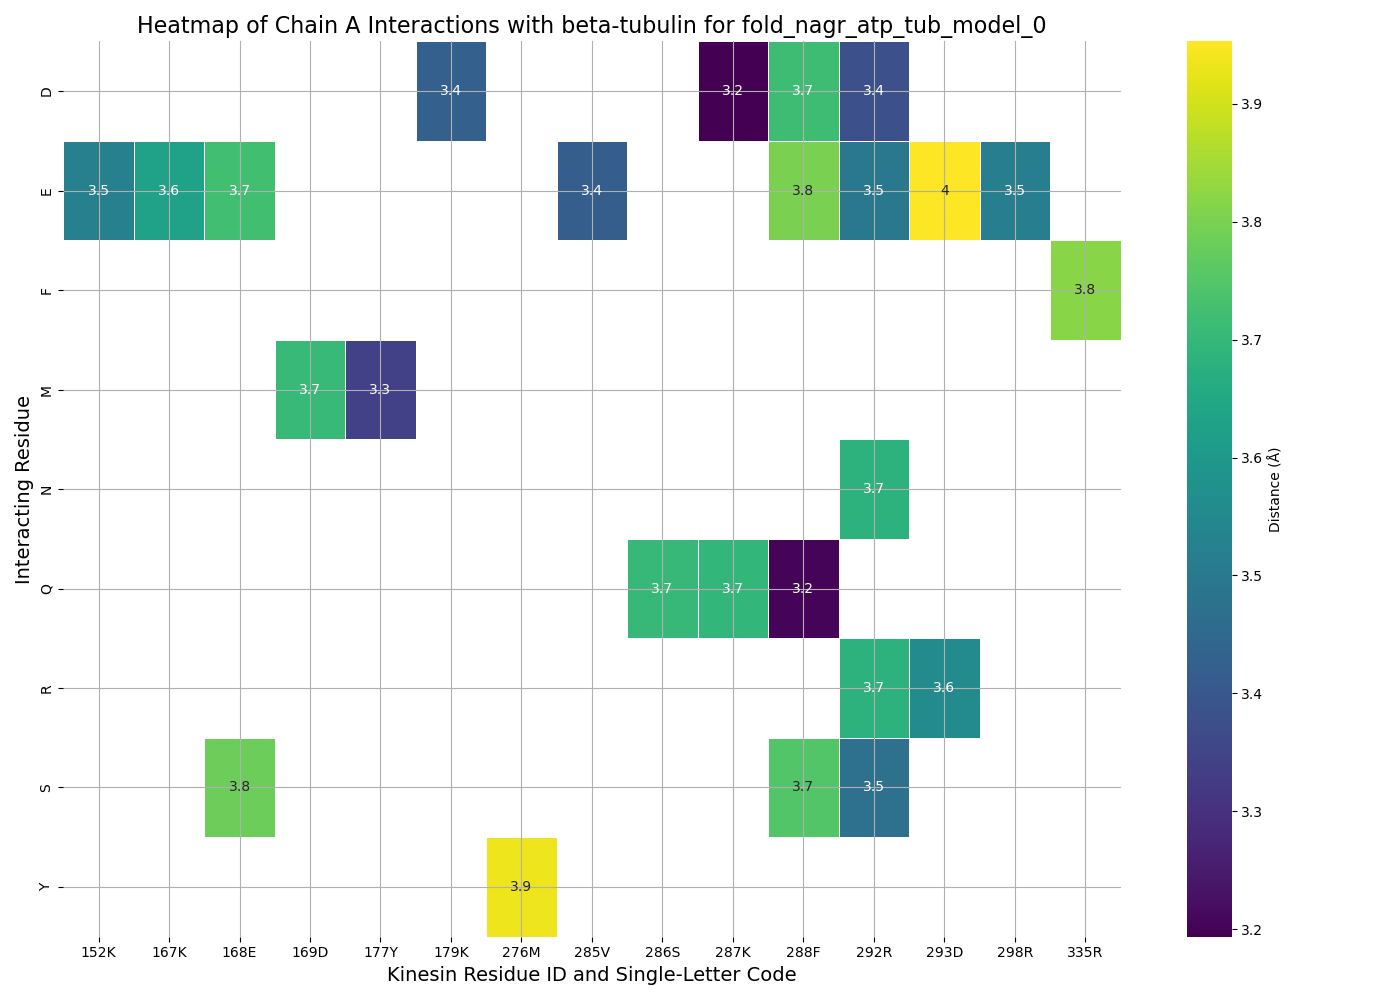 Heatmap of Chain A Interactions with beta-tubulin for fold_nagr_atp_tub_model_0
D
3.4 3.2 3.7 3.4
E
3.5 3.6 3.7 3.4 3.8 3.5 4 3.5
F
3.8
M
3.7 3.3
N
3.7
Q
3.7 3.7 3.2
R
3.7 3.6
S
3.8 3.7 3.5
Y
3.9
152K 167K 168E 169D 177Y 179K 276M 285V 286S 287K 288F 292R 293D 298R 335R
Kinesin Residue ID and Single-Letter Code
Interacting Residue
3.9
3.8
3.7
3.6
3.5
3.4
3.3
3.2
Distance (Å)